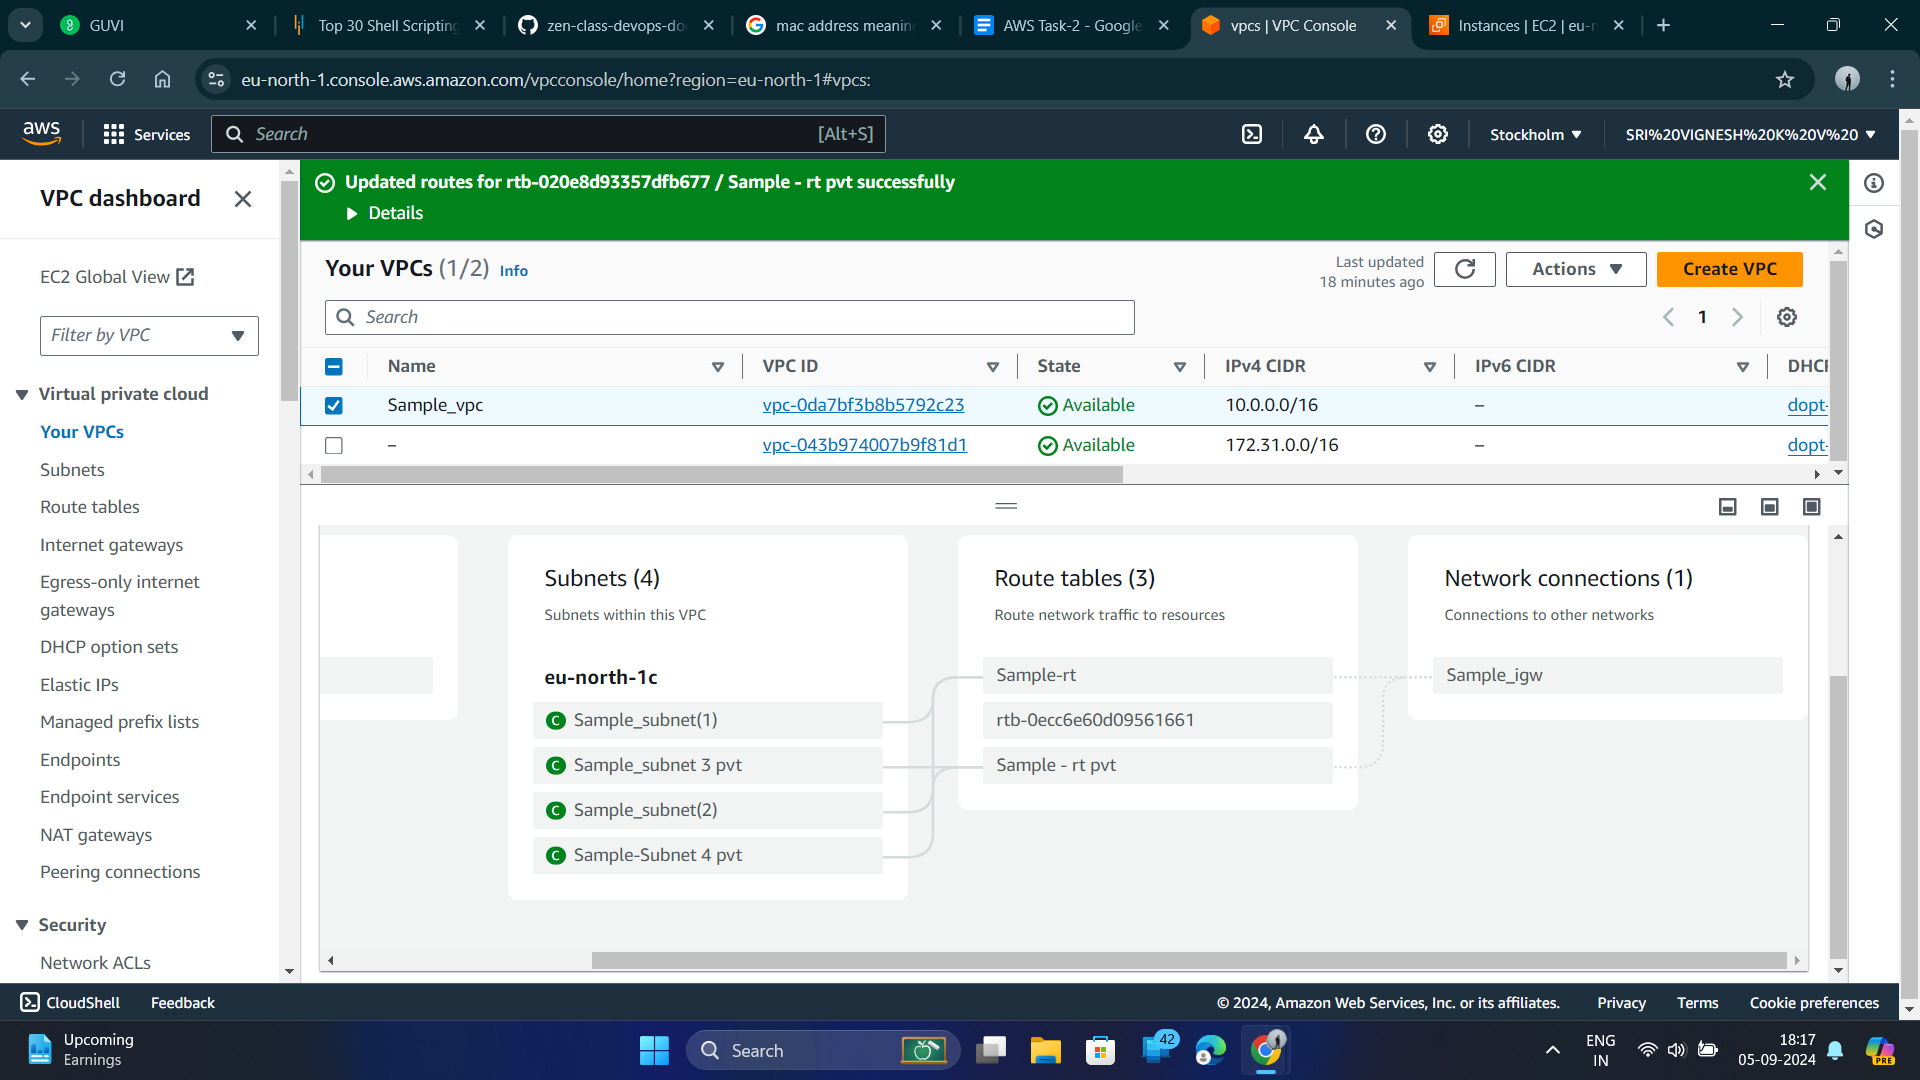 GUVI
Top 30 Shell Scripting
zen-class-devops-do
mac address meanin
AWS Task-2 - Google
vpcs | VPC Console
Instances | EC2 | eu-n
eu-north-1.console.aws.amazon.com/vpcconsole/home?region=eu-north-1#vpcs:
aws
Services
Search
[Alt+S]
Stockholm
SRI%20VIGNESH%20K%20V%20
VPC dashboard
EC2 Global View
Filter by VPC
Virtual private cloud
Your VPCs
Subnets
Route tables
Internet gateways
Egress-only internet
gateways
DHCP option sets
Elastic IPs
Managed prefix lists
Endpoints
Endpoint services
NAT gateways
Peering connections
Security
Network ACLs
Updated routes for rtb-020e8d93357dfb677 / Sample - rt pvt successfully
Details
Your VPCs (1/2) Info
Last updated
18 minutes ago
Actions
Create VPC
Search
1
Name VPC ID State IPv4 CIDR IPv6 CIDR DHCP
Sample_vpc vpc-0da7bf3b8b5792c23 Available 10.0.0.0/16 – dopt-
– vpc-043b974007b9f81d1 Available 172.31.0.0/16 – dopt-
Subnets (4)
Subnets within this VPC
eu-north-1c
C Sample_subnet(1)
C Sample_subnet 3 pvt
C Sample_subnet(2)
C Sample-Subnet 4 pvt
Route tables (3)
Route network traffic to resources
Sample-rt
rtb-0ecc6e60d09561661
Sample - rt pvt
Network connections (1)
Connections to other networks
Sample_igw
CloudShell
Feedback
© 2024, Amazon Web Services, Inc. or its affiliates.
Privacy
Terms
Cookie preferences
Upcoming
Earnings
Search
42
ENG
IN
18:17
05-09-2024
PRE